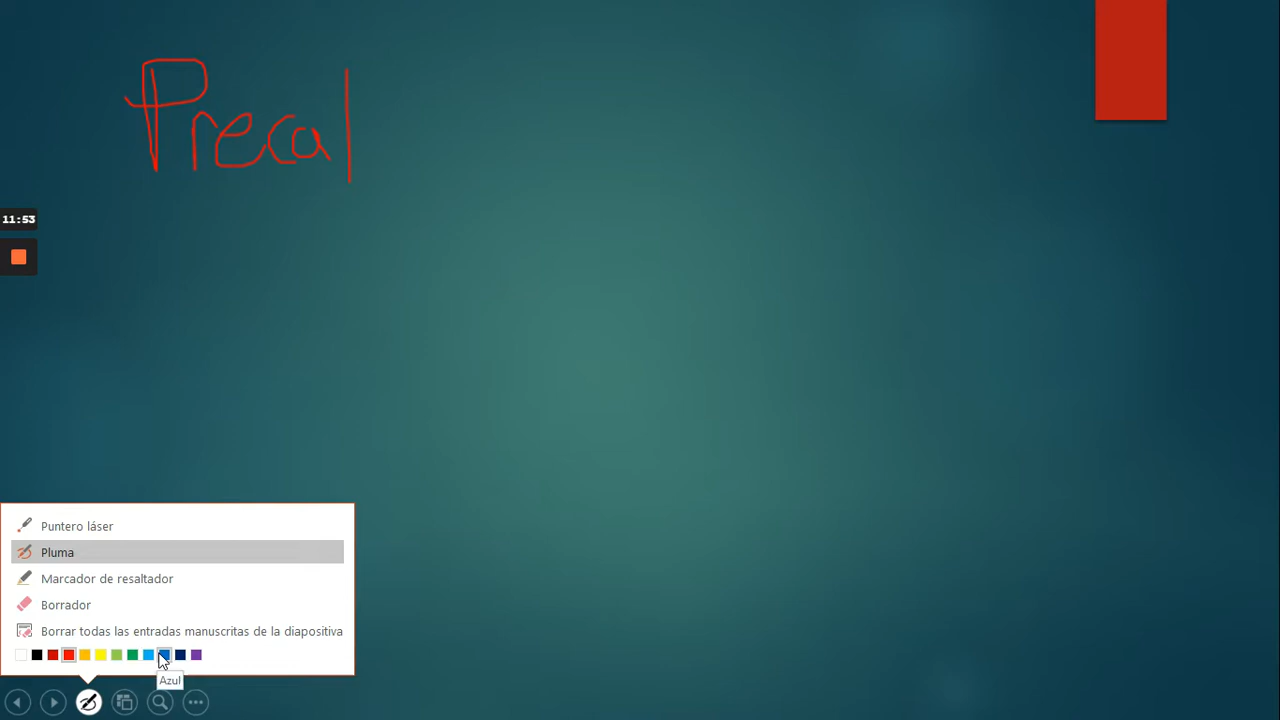 Precal
11:53
Puntero láser
Pluma
Marcador de resaltador
Borrador
Borrar todas las entradas manuscritas de la diapositiva
Azul